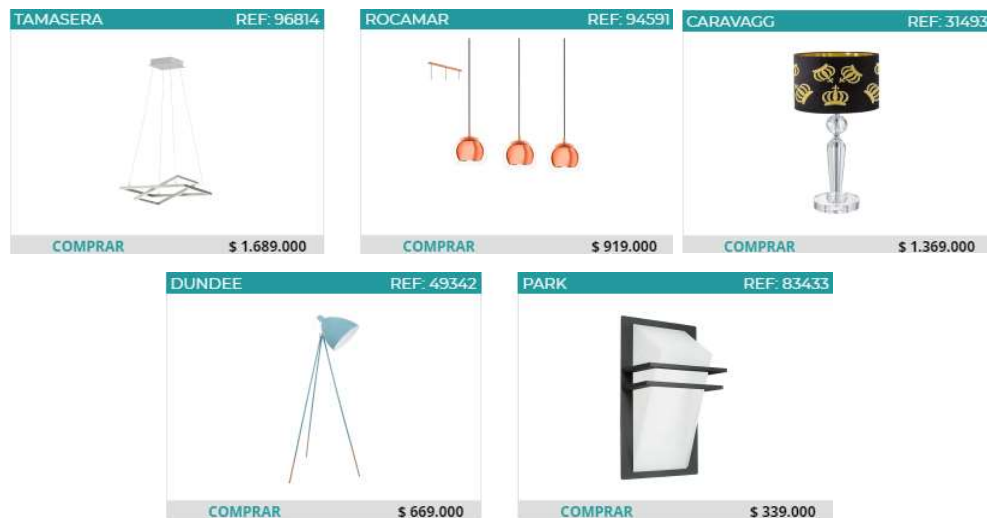 TAMASERA REF: 96814
ROCAMAR REF: 94591
CARAVAGG REF: 31493
COMPRAR $ 1.689.000
COMPRAR $ 919.000
COMPRAR $ 1.369.000
DUNDEE REF: 49342
PARK REF: 83433
COMPRAR $ 669.000
COMPRAR $ 339.000